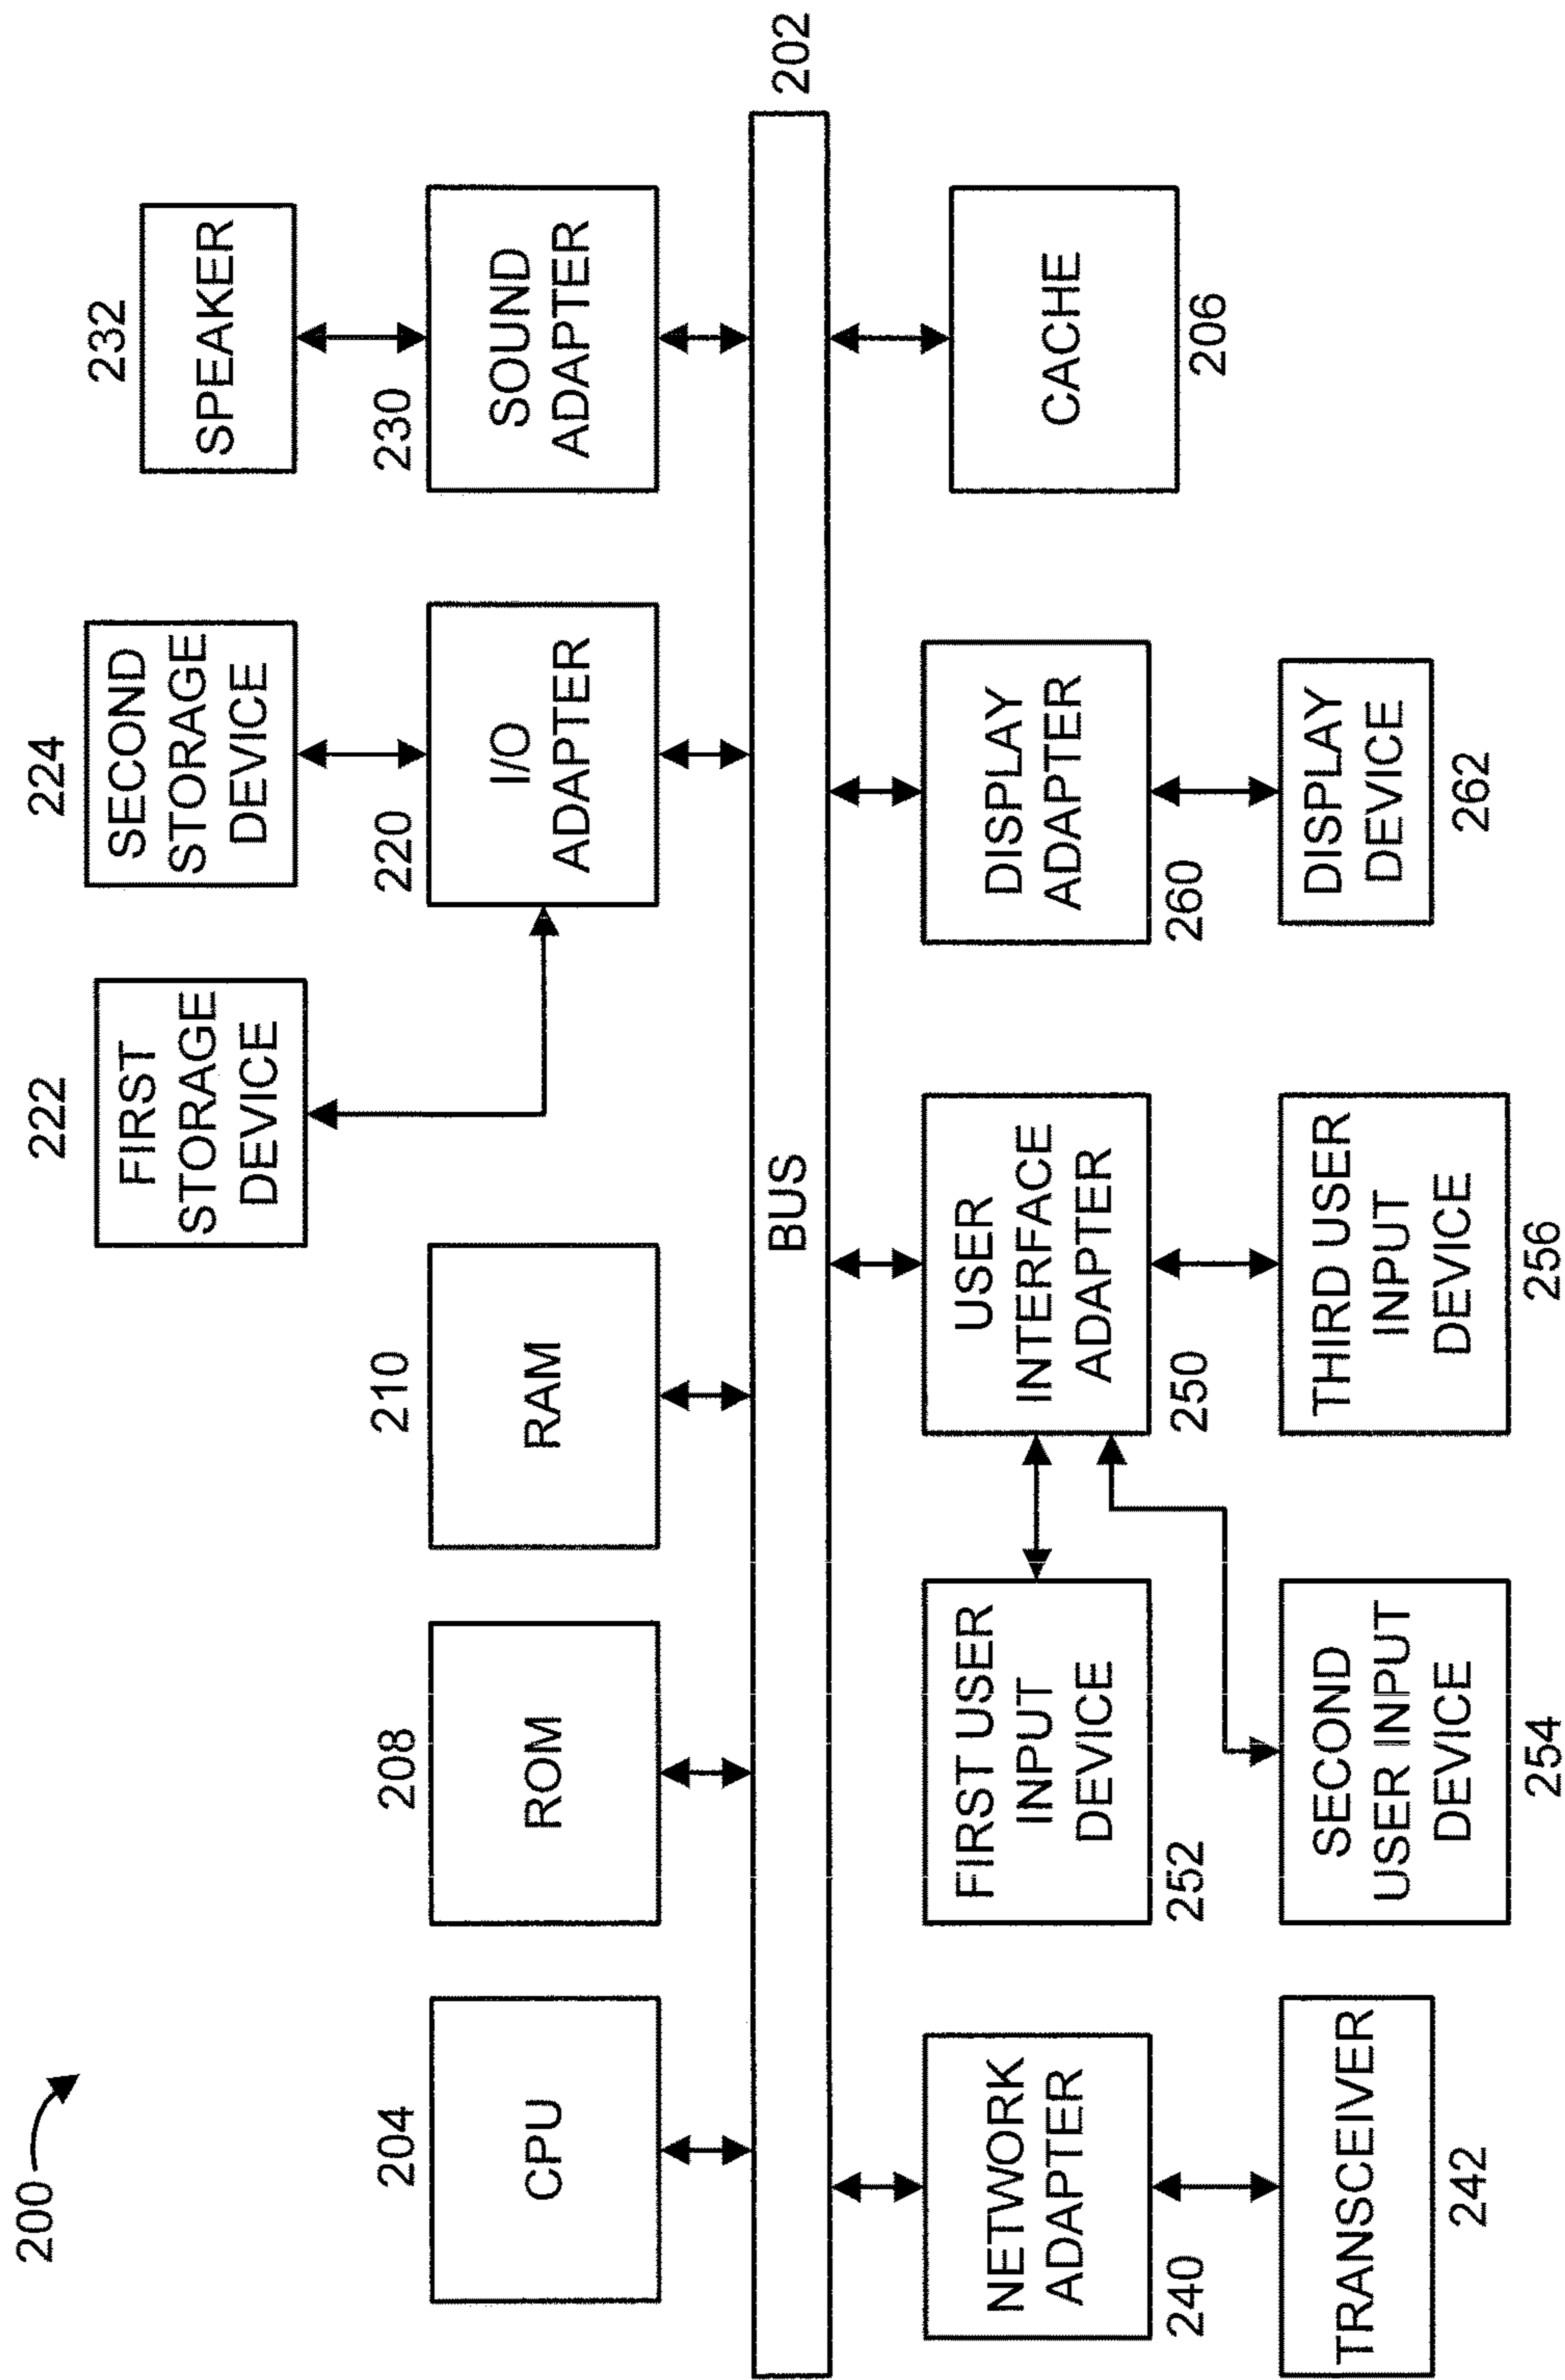 200
222
FIRST
STORAGE
DEVICE
224
SECOND
STORAGE
DEVICE
232
SPEAKER
204
CPU
208
ROM
210
RAM
220
I/O
ADAPTER
230
SOUND
ADAPTER
BUS
202
NETWORK
ADAPTER
240
FIRST USER
INPUT
DEVICE
252
USER
INTERFACE
ADAPTER
250
DISPLAY
ADAPTER
260
CACHE
206
TRANSCEIVER
242
SECOND
USER INPUT
DEVICE
254
THIRD USER
INPUT
DEVICE
256
DISPLAY
DEVICE
262